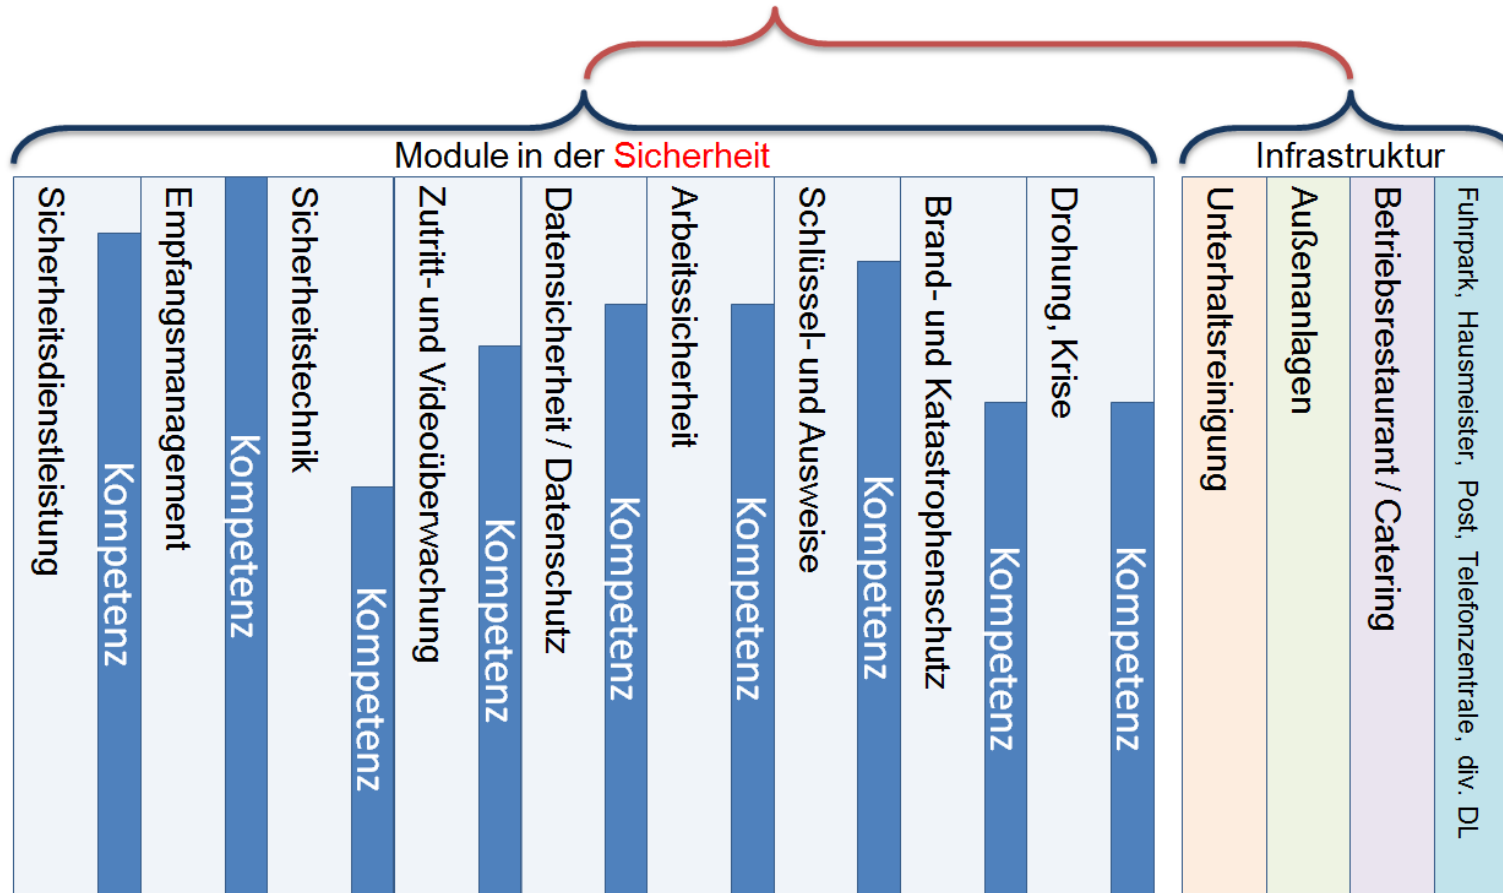 Module in der Sicherheit
Infrastruktur
Sicherheitsdienstleistung
Kompetenz
Empfangsmanagement
Kompetenz
Sicherheitstechnik
Kompetenz
Zutritt- und Videoüberwachung
Kompetenz
Datensicherheit / Datenschutz
Kompetenz
Arbeitssicherheit
Kompetenz
Schlüssel- und Ausweise
Kompetenz
Brand- und Katastrophenschutz
Kompetenz
Drohung, Krise
Kompetenz
Unterhaltsreinigung
Außenanlagen
Betriebsrestaurant / Catering
Fuhrpark, Hausmeister, Post, Telefonzentrale, div. DL